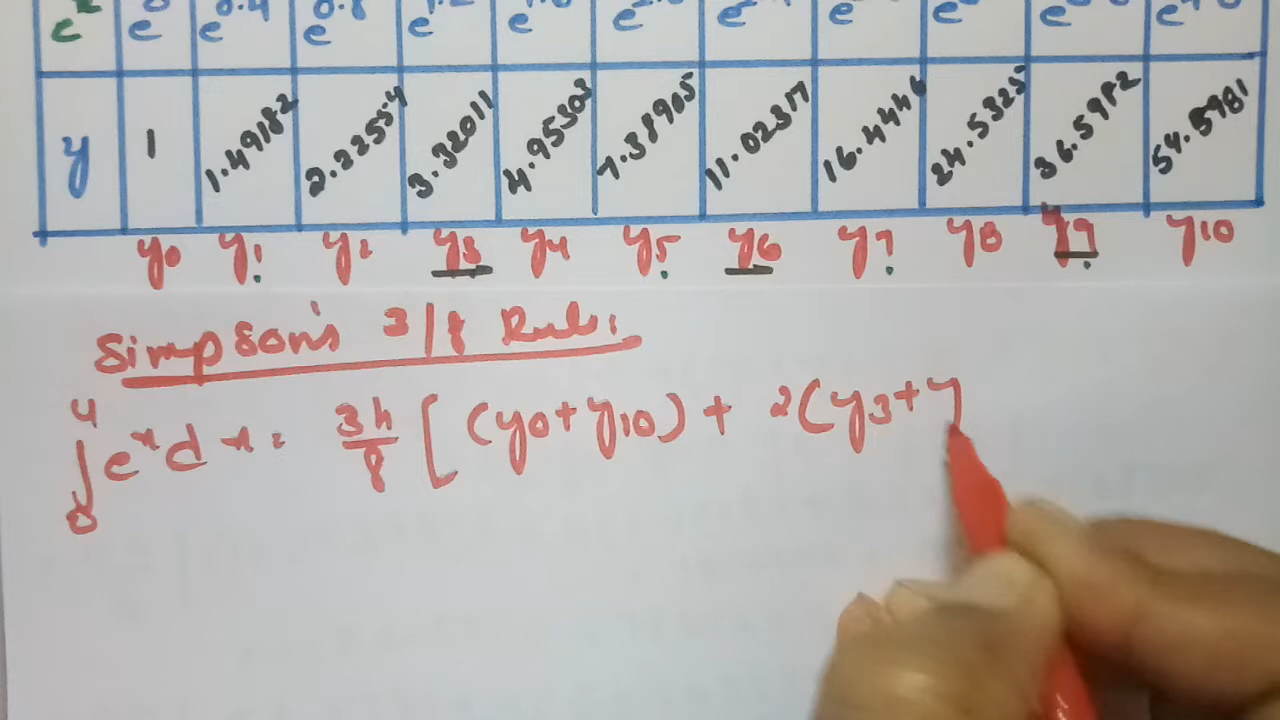 e^x e^0 e^0.4 e^0.8
y 1 1.49182 2.22554 3.32011 4.95303 7.38905 11.02317 16.4446 24.5325 36.5982 54.5981
y0 y1 y2 y3 y4 y5 y6 y7 y8 y9 y10
Simpson's 3/8 Rule:
∫₀⁴ e^x dx = 3h/8 [(y0+y10) + 2(y3+y